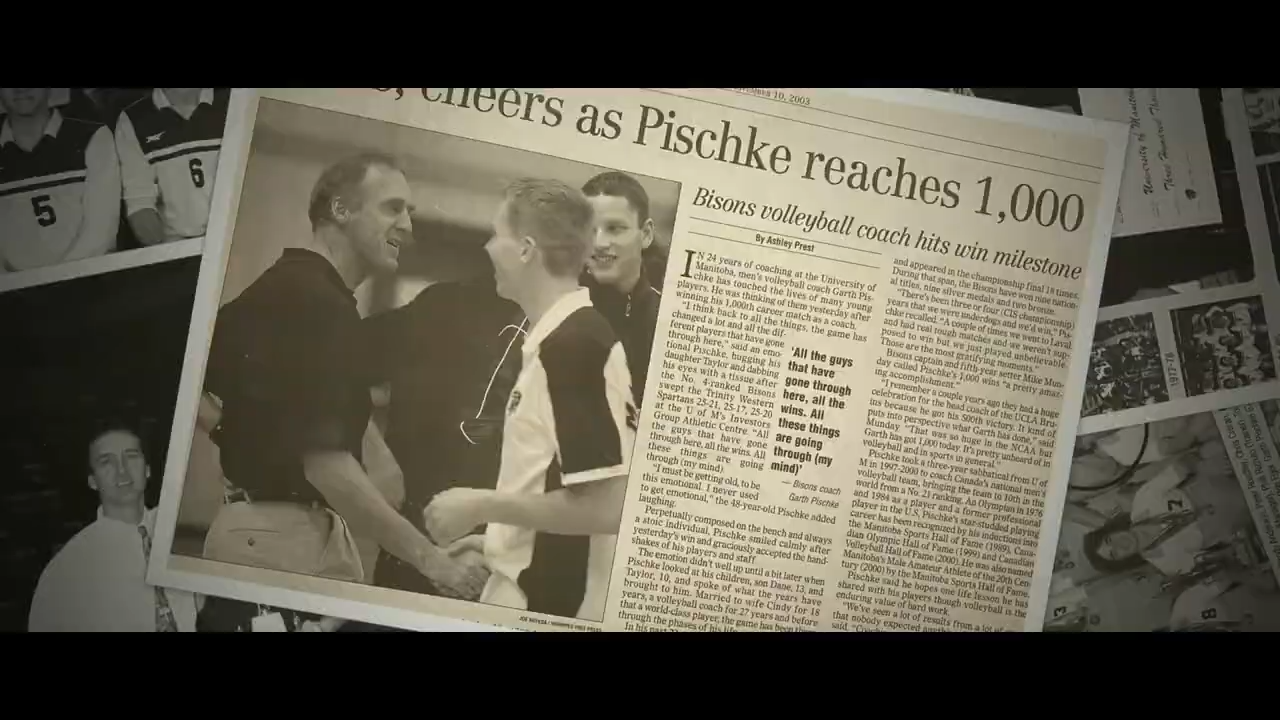 5
6
10, 2003
cheers as Pischke reaches 1,000
Bisons volleyball coach hits win milestone
By Ashley Prest
IN 24 years of coaching at the University of
Manitoba, men's volleyball coach Garth Pis-
chke has touched the lives of many young
players. He was thinking of them yesterday after
winning his 1,000th career match as a coach.
"I think back to all the things, the game has
changed a lot and all the dif-
ferent players that have gone
through here," said an emo-
tional Pischke, hugging his
daughter Taylor and dabbing
his eyes with a tissue after
the No. 4-ranked Bisons
swept the Trinity Western
Spartans 25-21, 25-17, 25-20
at the U of M's Investors
Group Athletic Centre. "All
the guys that have gone
through here, all the wins. All
these things are going
through (my mind).
"I must be getting old, to be
this emotional. I never used
to get emotional," the 48-year-old Pischke added
laughing.
Perpetually composed on the bench and always
a stoic individual, Pischke smiled calmly after
yesterday's win and graciously accepted the hand-
shakes of his players and staff.
The emotion didn't well up until a bit later when
Pischke looked at his children, son Dane, 13, and
Taylor, 10, and spoke of what the years have
brought to him. Married to wife Cindy for 18
years, a volleyball coach for 27 years and before
that a world-class player, the game has been
through the phases of his life
In his past
'All the guys
that have
gone through
here, all the
wins. All
these things
are going
through (my
mind)'
— Bisons coach
Garth Pischke
and appeared in the championship final 18 times.
During that span, the Bisons have won nine nation-
al titles, nine silver medals and two bronze.
"There's been three or four (CIS championship)
years that we were underdogs and we'd win," Pis-
chke recalled. "A couple of times we went to Laval
and had real rough matches and we weren't sup-
posed to win but we just played unbelievable.
Those are the most gratifying moments."
Bisons captain and fifth-year setter Mike Mun-
day called Pischke's 1,000 wins "a pretty amaz-
ing accomplishment."
"I remember a couple years ago they had a huge
celebration for the head coach of the UCLA Bru-
ins because he got his 500th victory. It kind of
puts into perspective what Garth has done," said
Munday. "That was so huge in the NCAA but
Garth has got 1,000 today. It's pretty unheard of in
volleyball and in sports in general."
Pischke took a three-year sabbatical from U of
M in 1997-2000 to coach Canada's national men's
volleyball team, bringing the team to 10th in the
world from a No. 21 ranking. An Olympian in 1976
and 1984 as a player and a former professional
player in the U.S, Pischke's star-studded playing
career has been recognized by his inductions into
the Manitoba Sports Hall of Fame (1989), Cana-
dian Olympic Hall of Fame (1999) and Canadian
Volleyball Hall of Fame (2000). He was also named
Manitoba's Male Amateur Athlete of the 20th Cen-
tury (2000) by the Manitoba Sports Hall of Fame.
Pischke said he hopes one life lesson he has
shared with his players though volleyball is the
enduring value of hard work
"We've seen a lot of results from a lot of
that nobody expected
said.
University of Manitoba
Three Hundred
1977-78
8